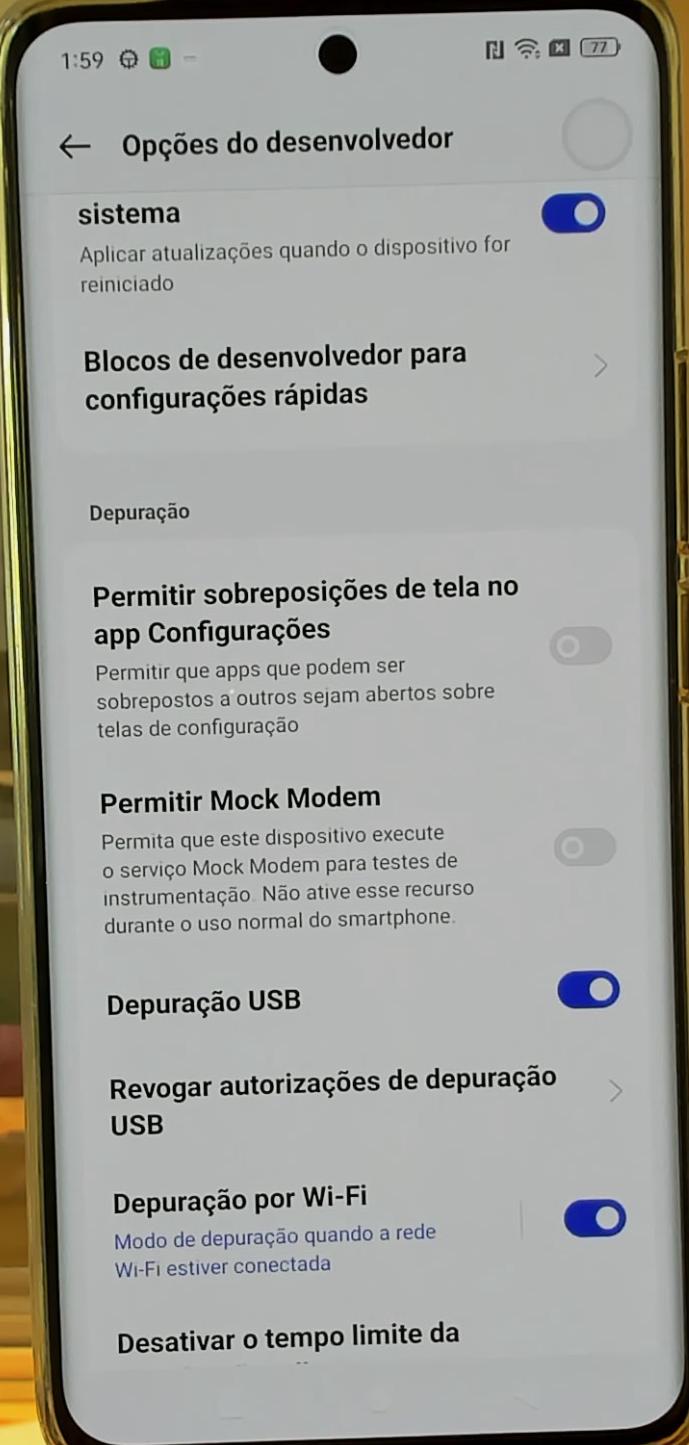 1:59
77
Opções do desenvolvedor
sistema
Aplicar atualizações quando o dispositivo for
reiniciado
Blocos de desenvolvedor para
configurações rápidas
Depuração
Permitir sobreposições de tela no
app Configurações
Permitir que apps que podem ser
sobrepostos a outros sejam abertos sobre
telas de configuração
Permitir Mock Modem
Permita que este dispositivo execute
o serviço Mock Modem para testes de
instrumentação. Não ative esse recurso
durante o uso normal do smartphone.
Depuração USB
Revogar autorizações de depuração
USB
Depuração por Wi-Fi
Modo de depuração quando a rede
Wi-Fi estiver conectada
Desativar o tempo limite da